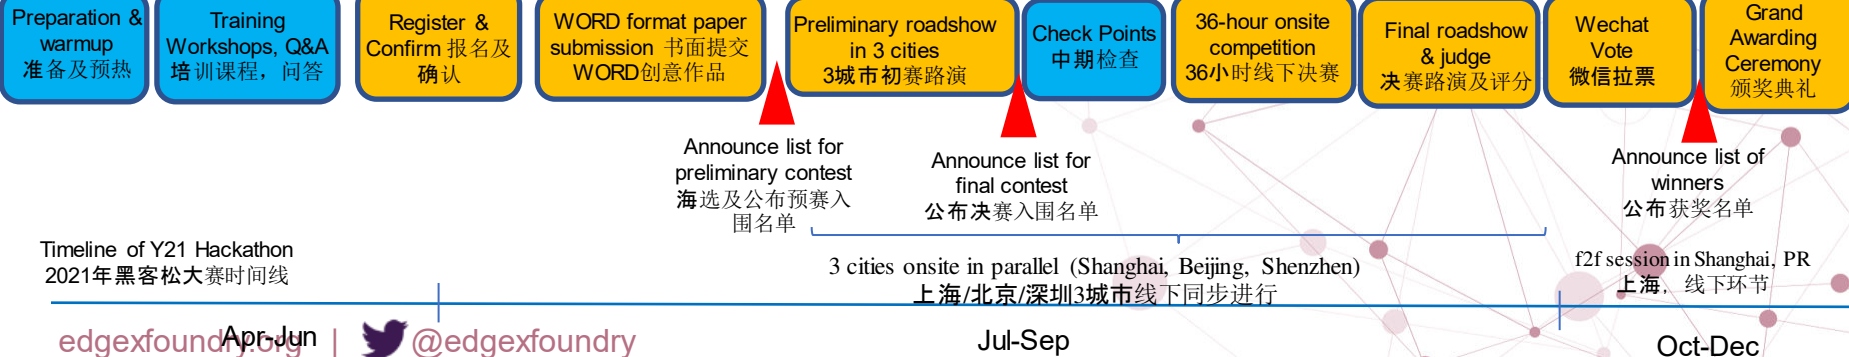 Preparation &
warmup
准备及预热
Training
Workshops, Q&A
培训课程，问答
Register &
Confirm 报名及
确认
WORD format paper
submission 书面提交
WORD创意作品
Preliminary roadshow
in 3 cities
3城市初赛路演
Check Points
中期检查
36-hour onsite
competition
36小时线下决赛
Final roadshow
& judge
决赛路演及评分
Wechat
Vote
微信拉票
Grand
Awarding
Ceremony
颁奖典礼
Announce list for
preliminary contest
海选及公布预赛入
围名单
Announce list for
final contest
公布决赛入围名单
Announce list of
winners
公布获奖名单
Timeline of Y21 Hackathon
2021年黑客松大赛时间线
3 cities onsite in parallel (Shanghai, Beijing, Shenzhen)
上海/北京/深圳3城市线下同步进行
f2f session in Shanghai, PR
上海，线下环节
Apr-Jun
Jul-Sep
Oct-Dec
edgexfoundry.org | @edgexfoundry